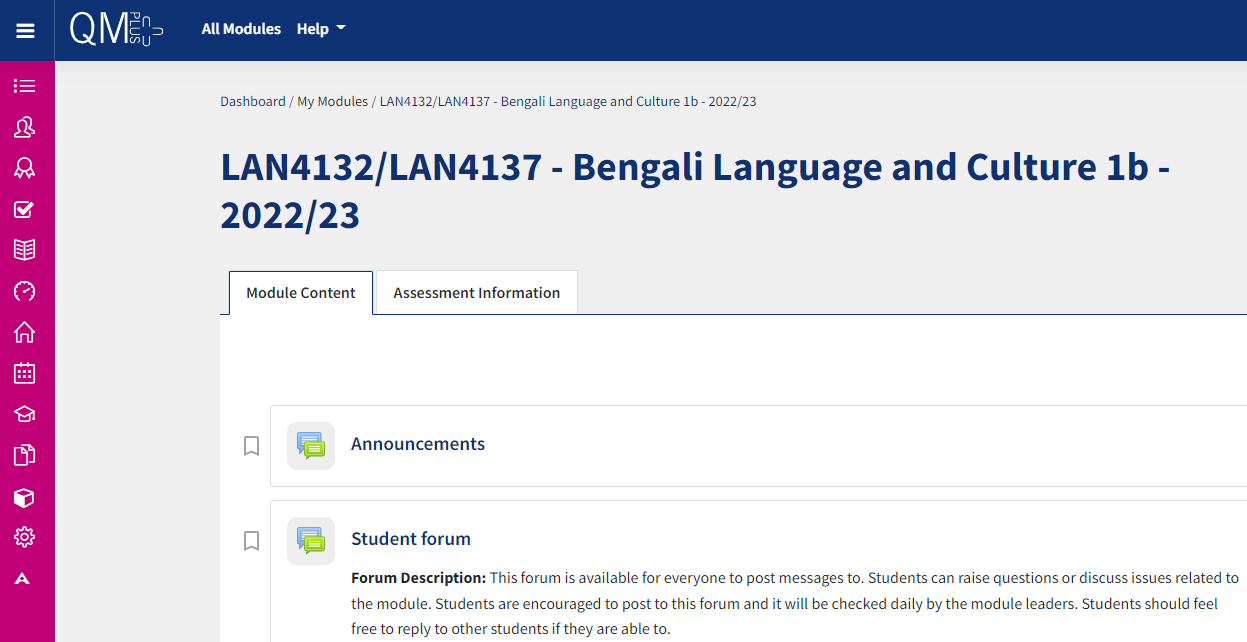 QM PLUS
All Modules Help
Dashboard / My Modules / LAN4132/LAN4137 - Bengali Language and Culture 1b - 2022/23
LAN4132/LAN4137 - Bengali Language and Culture 1b -
2022/23
Module Content Assessment Information
Announcements
Student forum
Forum Description: This forum is available for everyone to post messages to. Students can raise questions or discuss issues related to
the module. Students are encouraged to post to this forum and it will be checked daily by the module leaders. Students should feel
free to reply to other students if they are able to.